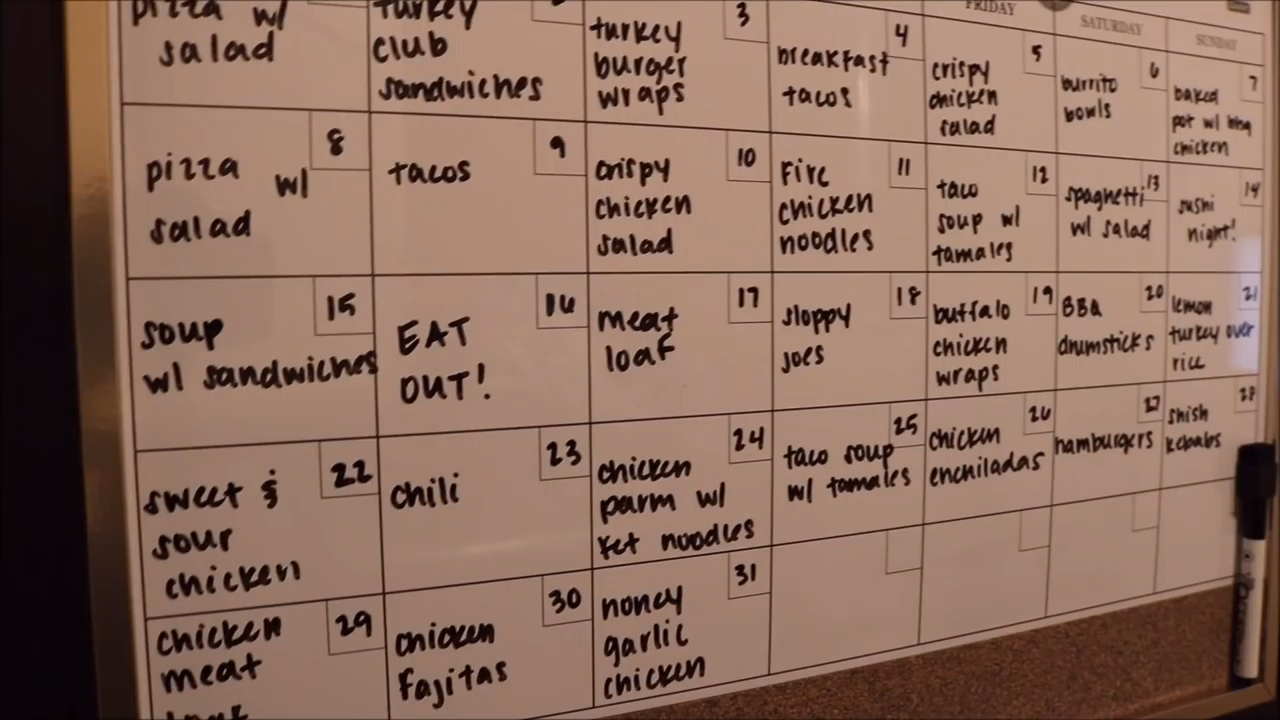 FRIDAY
SATURDAY
SUNDAY
pizza w/
salad
turkey
club
sandwiches
3
turkey
burger
wraps
4
breakfast
tacos
5
crispy
chicken
salad
6
burrito
bowls
7
baked
pot w/ bbq
chicken
8
pizza w/
salad
9
tacos
10
crispy
chicken
salad
11
Fire
chicken
noodles
12
taco
soup w/
tamales
13
spaghetti
w/ salad
14
sushi
night!
15
soup
w/ sandwiches
16
EAT
OUT!
17
meat
loaf
18
sloppy
joes
19
buffalo
chicken
wraps
20
BBQ
drumsticks
21
lemon
turkey over
rice
22
sweet &
sour
chicken
23
chili
24
chicken
parm w/
fet noodles
25
taco soup
w/ tamales
26
chicken
enchiladas
27
hamburgers
28
shish
kebabs
29
chicken
meat
30
chicken
fajitas
31
honey
garlic
chicken